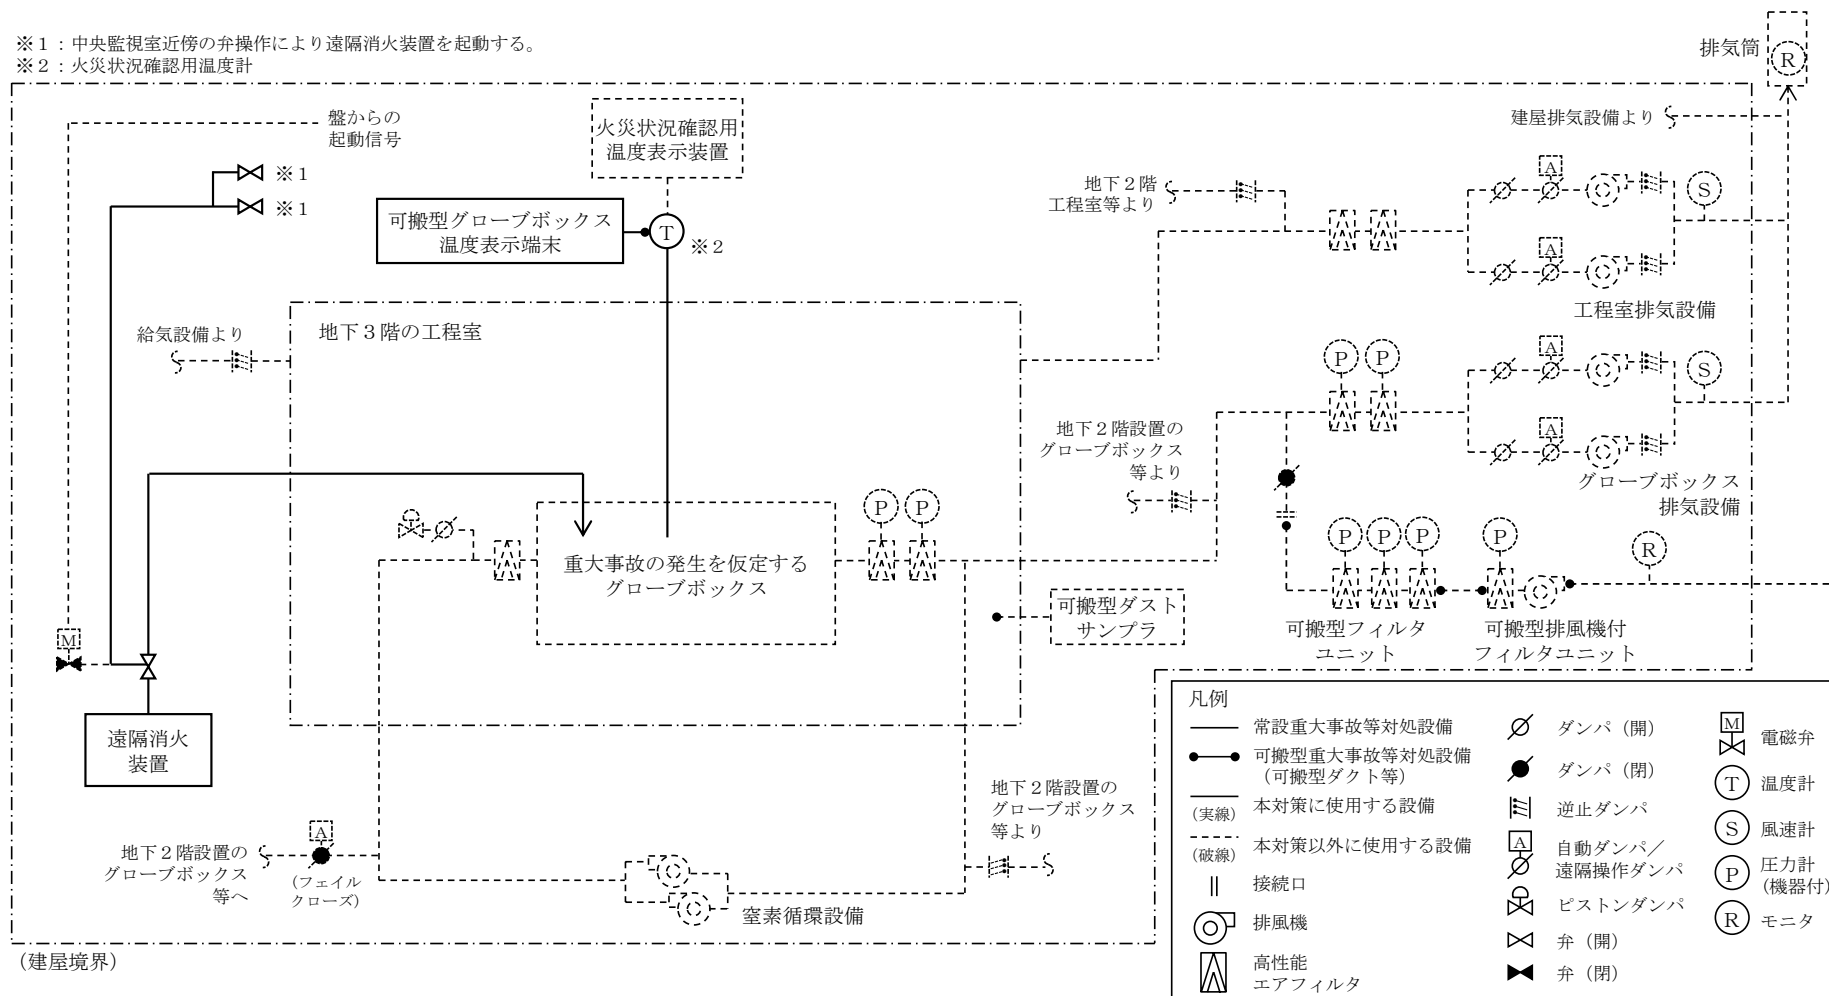 ※１：中央監視室近傍の弁操作により遠隔消火装置を起動する。
※２：火災状況確認用温度計
排気筒
R
盤からの
起動信号
※１
※１
火災状況確認用
温度表示装置
可搬型グローブボックス
温度表示端末
T
※２
建屋排気設備より
地下２階
工程室等より
A
S
A
工程室排気設備
給気設備より
地下３階の工程室
P
P
A
S
A
グローブボックス
排気設備
地下２階設置の
グローブボックス
等より
P
P
重大事故の発生を仮定する
グローブボックス
P
P
P
P
R
可搬型フィルタ
ユニット
可搬型排風機付
フィルタユニット
可搬型ダスト
サンプラ
M
遠隔消火
装置
地下２階設置の
グローブボックス
等へ
A
(フェイル
クローズ)
窒素循環設備
地下２階設置の
グローブボックス
等より
(建屋境界)
凡例
常設重大事故等対処設備
可搬型重大事故等対処設備
(可搬型ダクト等)
(実線)
本対策に使用する設備
(破線)
本対策以外に使用する設備
接続口
排風機
高性能
エアフィルタ
ダンパ（開）
ダンパ（閉）
逆止ダンパ
A
自動ダンパ／
遠隔操作ダンパ
ピストンダンパ
弁（開）
弁（閉）
M
電磁弁
T
温度計
S
風速計
P
圧力計
(機器付)
R
モニタ